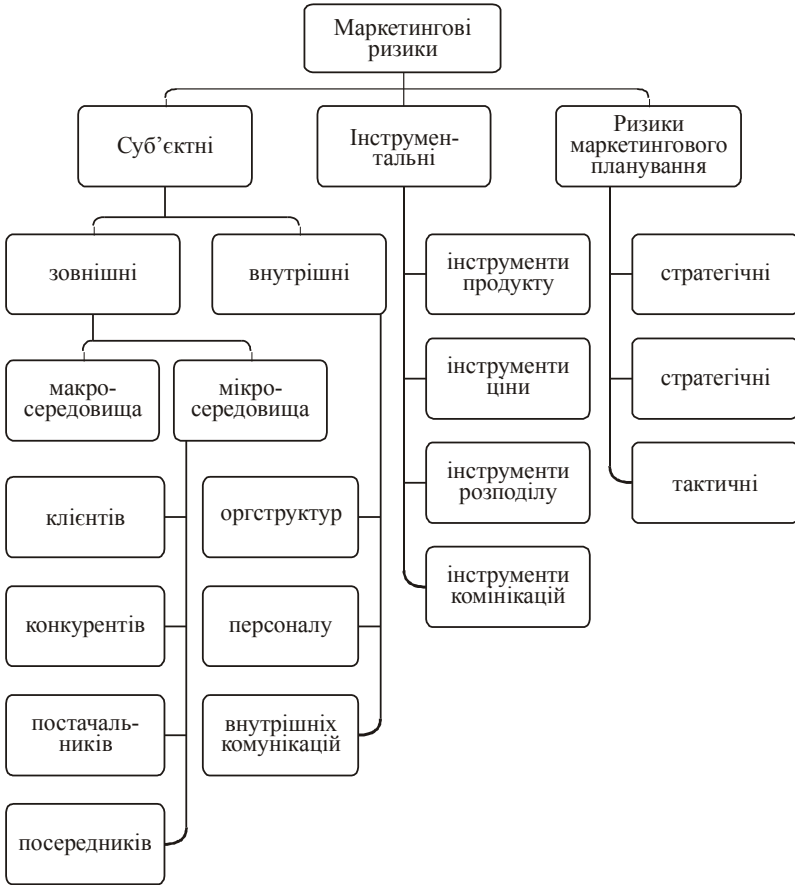 Маркетингові
ризики
Суб’єктні
Інструмен-
тальні
Ризики
маркетингового
планування
зовнішні
внутрішні
інструменти
продукту
стратегічні
макро-
середовища
мікро-
середовища
інструменти
ціни
стратегічні
клієнтів
оргструктур
інструменти
розподілу
тактичні
конкурентів
персоналу
інструменти
комінікацій
постачаль-
ників
внутрішніх
комунікацій
посередників